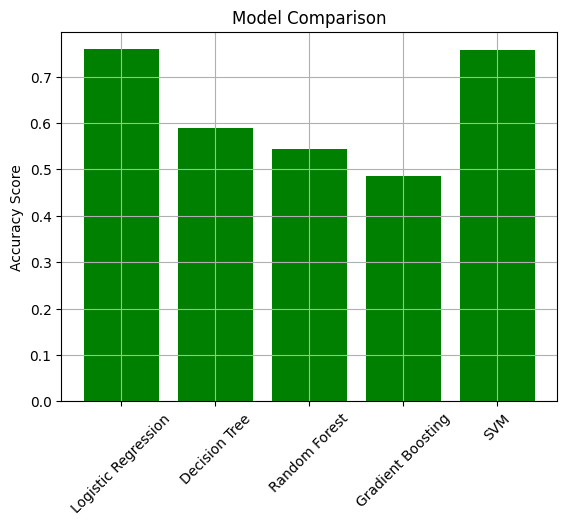 Model Comparison
Accuracy Score
0.7
0.6
0.5
0.4
0.3
0.2
0.1
0.0
Logistic Regression
Decision Tree
Random Forest
Gradient Boosting
SVM